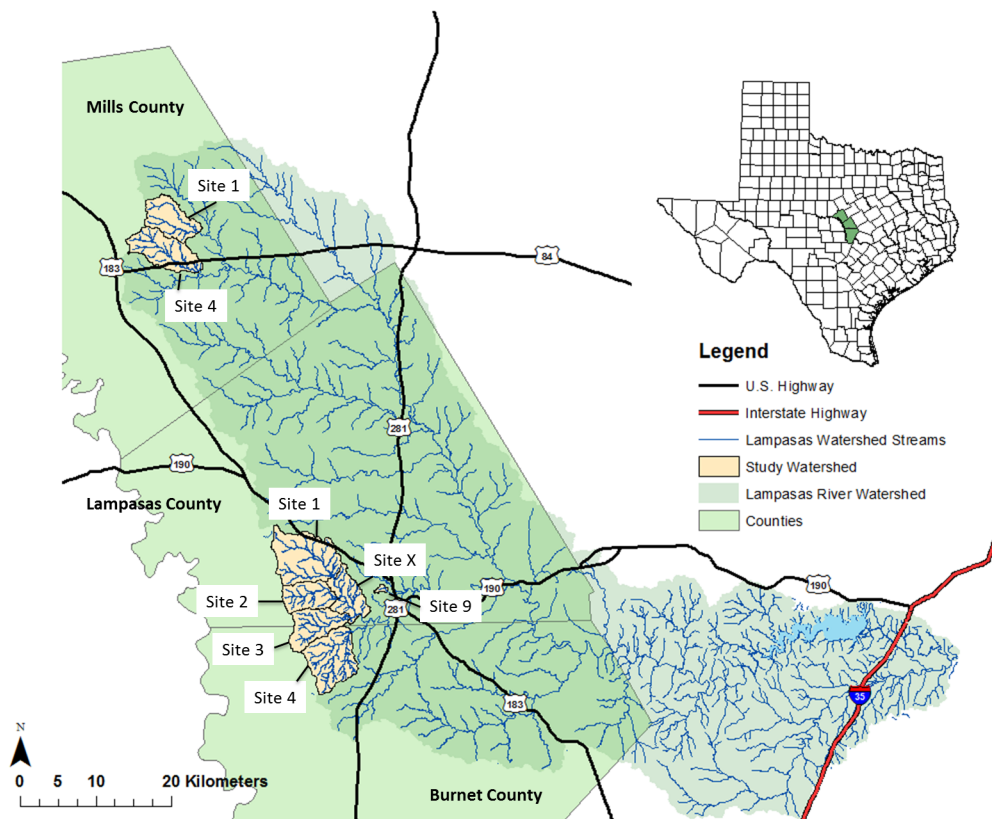 Mills County
Site 1
183
84
Site 4
281
190
Lampasas County
Site 1
Site X
Site 2
190
281
Site 9
Site 3
Site 4
183
190
35
Burnet County
N
0 5 10 20 Kilometers
Legend
U.S. Highway
Interstate Highway
Lampasas Watershed Streams
Study Watershed
Lampasas River Watershed
Counties